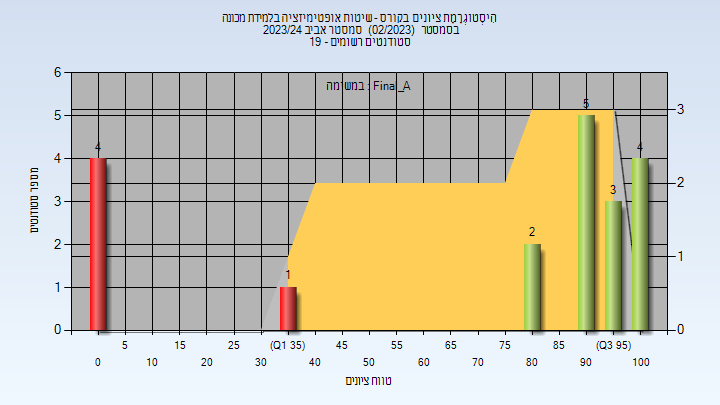 הִיסְטוֹגְרָמַת ציונים בקורס - שיטות אופטימיזציה בלמידת מכונה
בסמסטר (02/2023) סמסטר אביב 2023/24
סטודנטים רשומים - 19
במשימה : Final_A
מספר סטודנטים
6
5
4
3
2
1
0
3
2
1
0
4
1
2
5
3
4
5 15 25 (Q1 35) 45 55 65 75 85 (Q3 95)
0 10 20 30 40 50 60 70 80 90 100
טווח ציונים